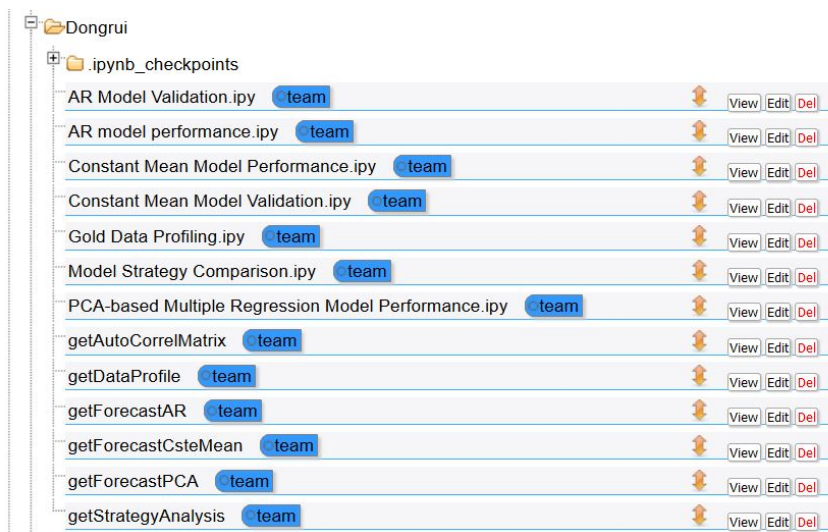 Dongrui
.ipynb_checkpoints
AR Model Validation.ipy team View Edit Del
AR model performance.ipy team View Edit Del
Constant Mean Model Performance.ipy team View Edit Del
Constant Mean Model Validation.ipy team View Edit Del
Gold Data Profiling.ipy team View Edit Del
Model Strategy Comparison.ipy team View Edit Del
PCA-based Multiple Regression Model Performance.ipy team View Edit Del
getAutoCorrelMatrix team View Edit Del
getDataProfile team View Edit Del
getForecastAR team View Edit Del
getForecastCsteMean team View Edit Del
getForecastPCA team View Edit Del
getStrategyAnalysis team View Edit Del